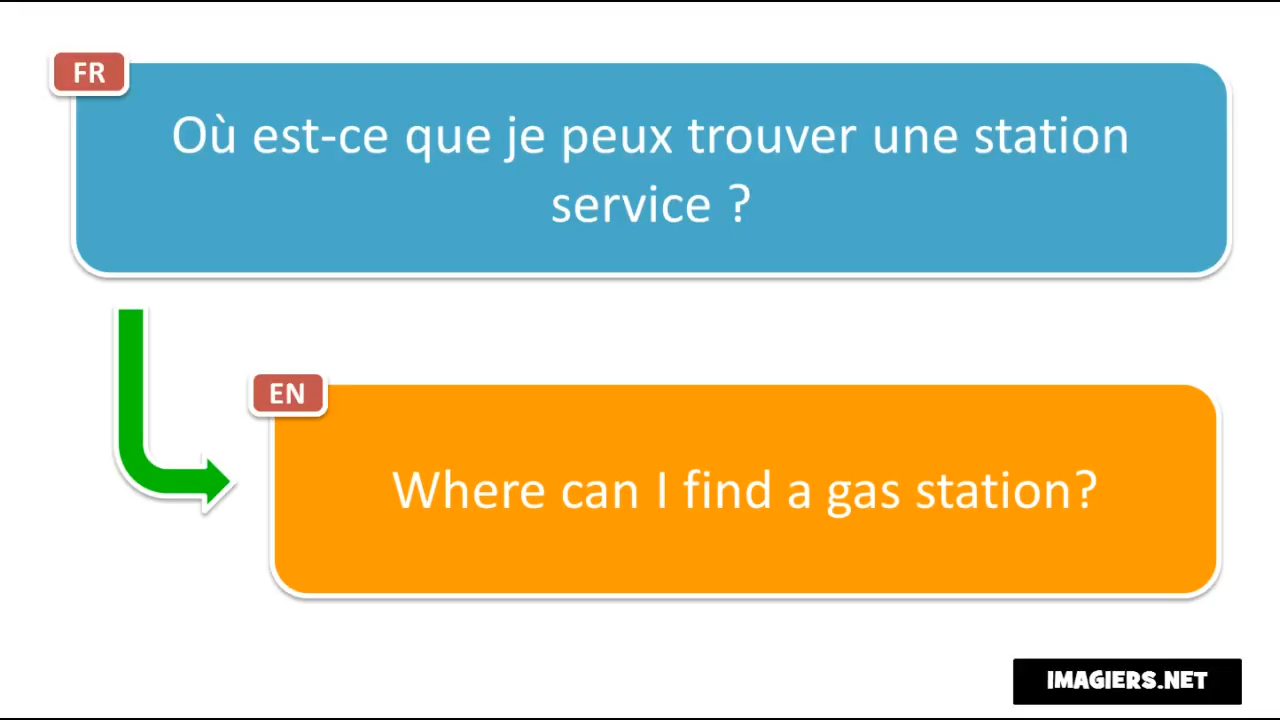 FR
Où est-ce que je peux trouver une station
service ?
EN
Where can I find a gas station?
IMAGIERS.NET